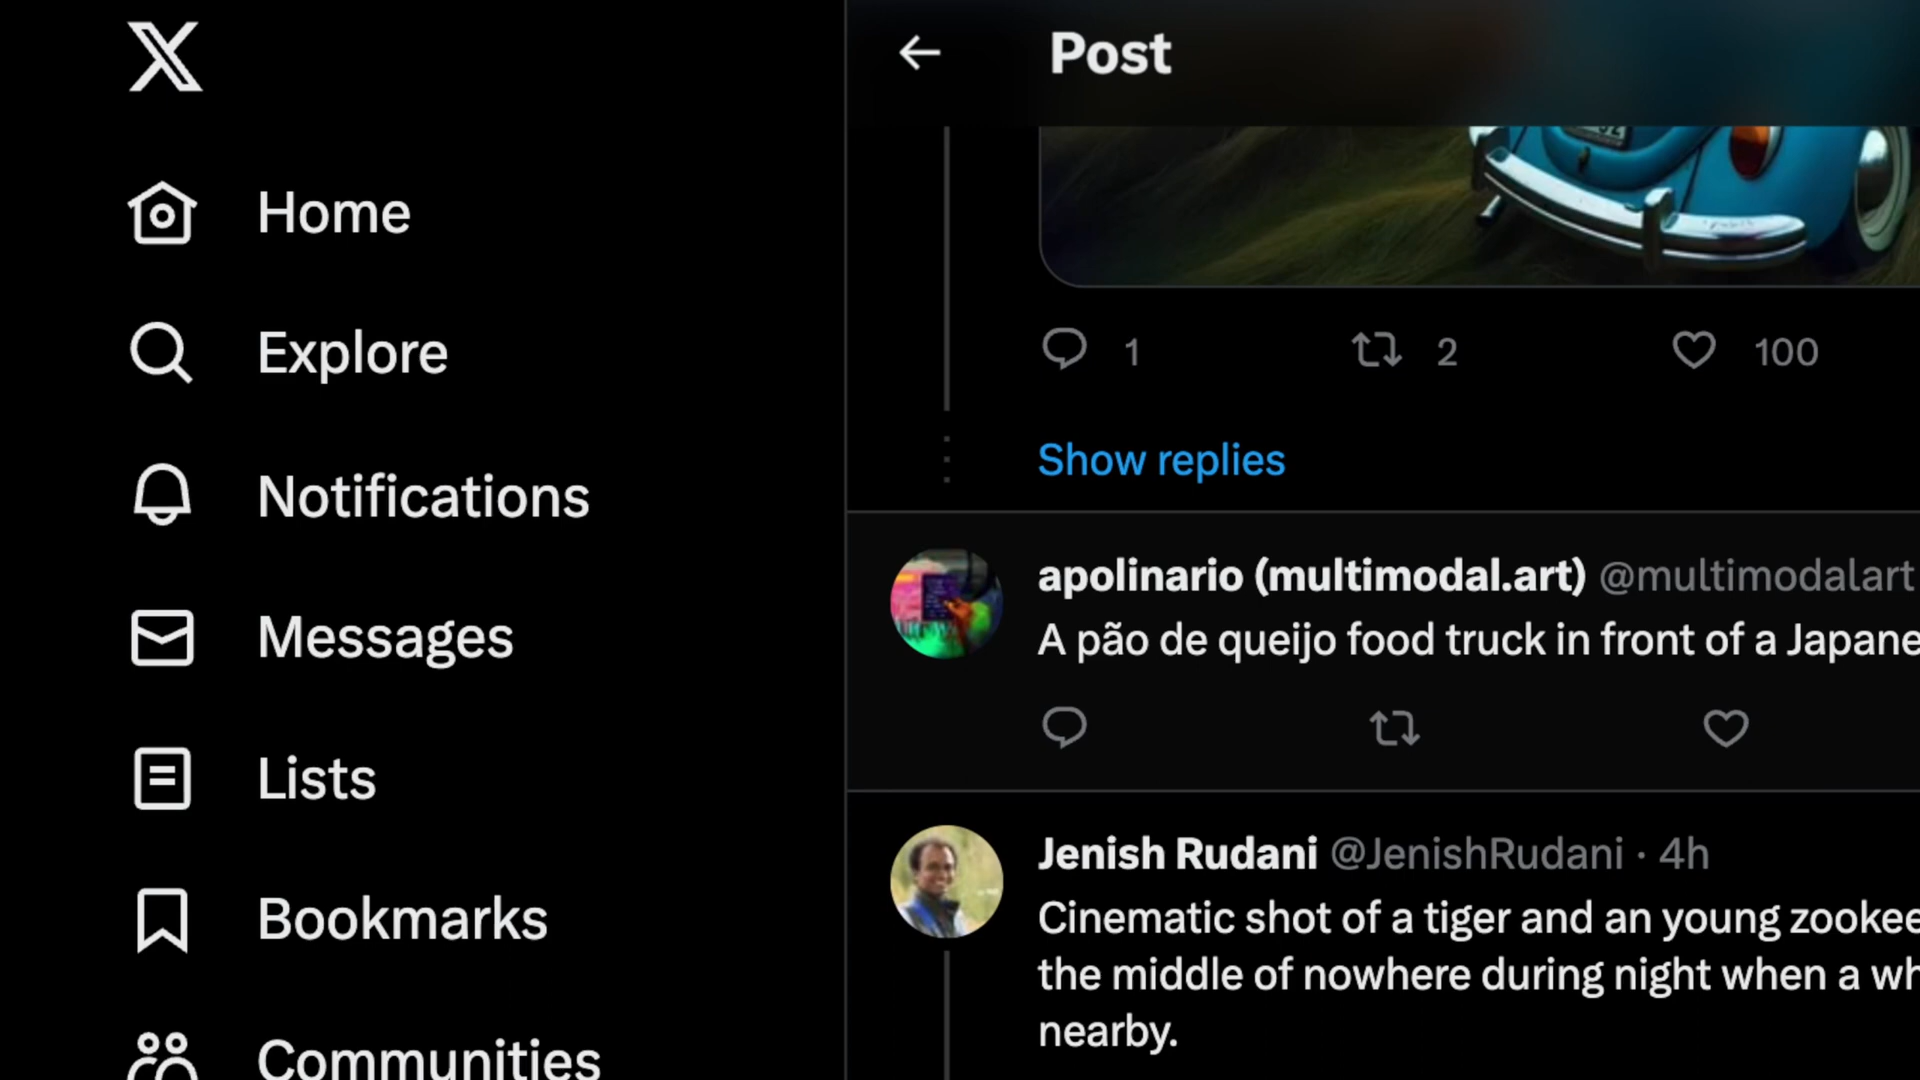 Post
Home
Explore
Notifications
Messages
Lists
Bookmarks
Communities
1 2 100
Show replies
apolinario (multimodal.art) @multimodalart
A pão de queijo food truck in front of a Japane
Jenish Rudani @JenishRudani · 4h
Cinematic shot of a tiger and an young zookee
the middle of nowhere during night when a wh
nearby.